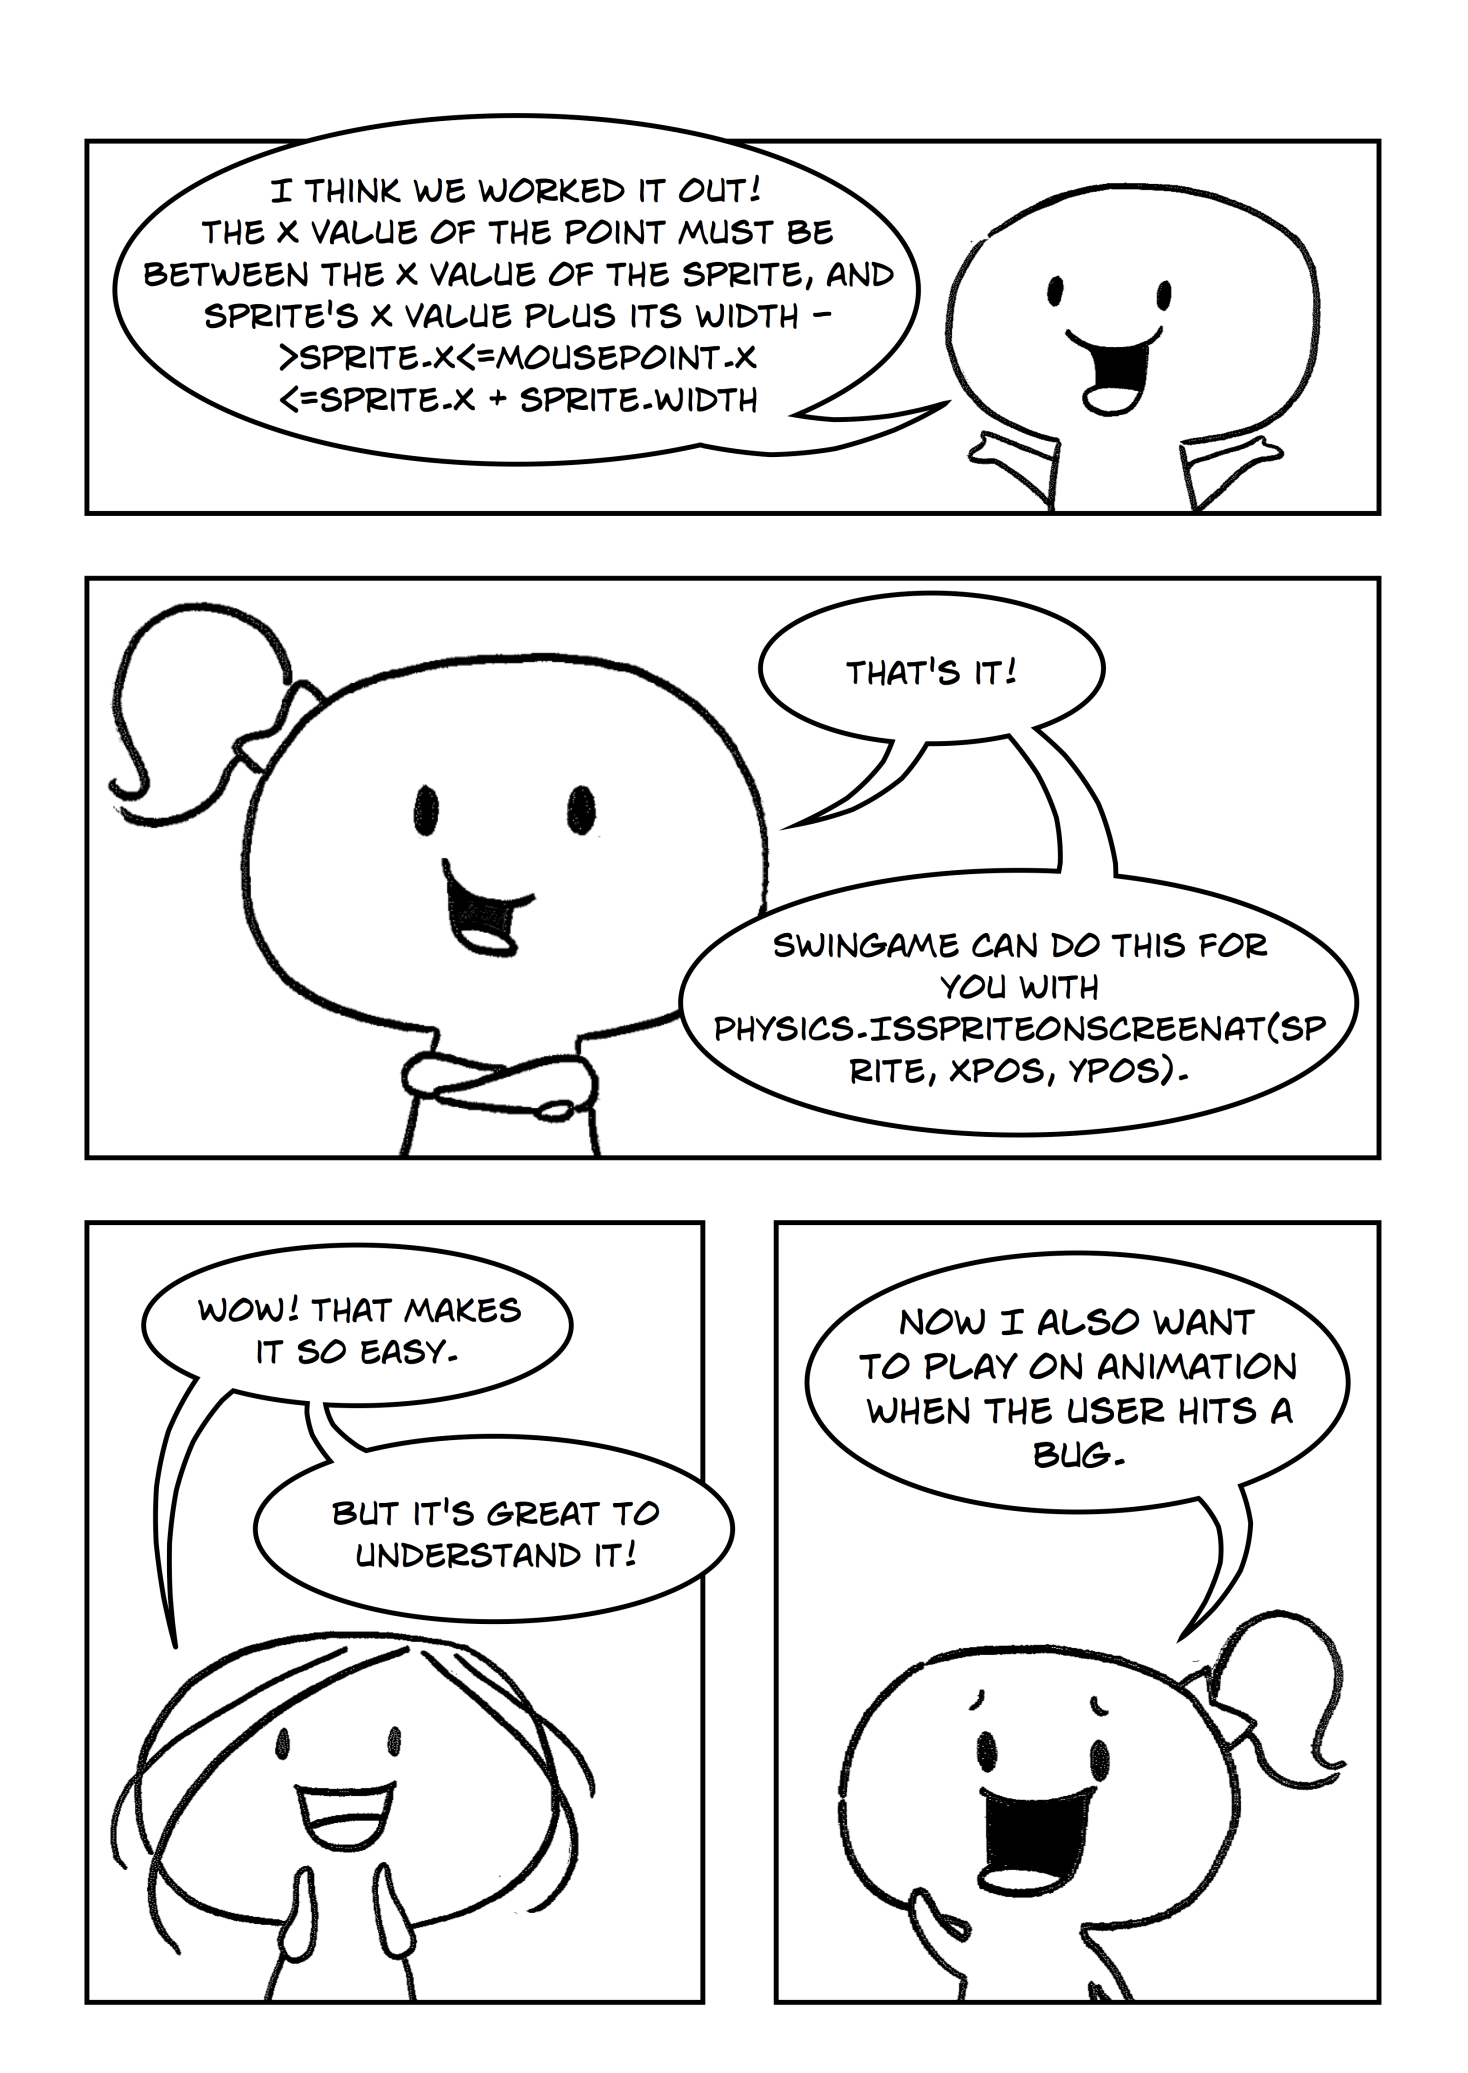 I THINK WE WORKED IT OUT!
THE X VALUE OF THE POINT MUST BE
BETWEEN THE X VALUE OF THE SPRITE, AND
SPRITE'S X VALUE PLUS ITS WIDTH -
>SPRITE.X<=MOUSEPOINT.X
<=SPRITE.X + SPRITE.WIDTH
THAT'S IT!
SWINGAME CAN DO THIS FOR
YOU WITH
PHYSICS.ISSPRITEONSCREENAT(SP
RITE, XPOS, YPOS).
WOW! THAT MAKES
IT SO EASY.
BUT IT'S GREAT TO
UNDERSTAND IT!
NOW I ALSO WANT
TO PLAY ON ANIMATION
WHEN THE USER HITS A
BUG.